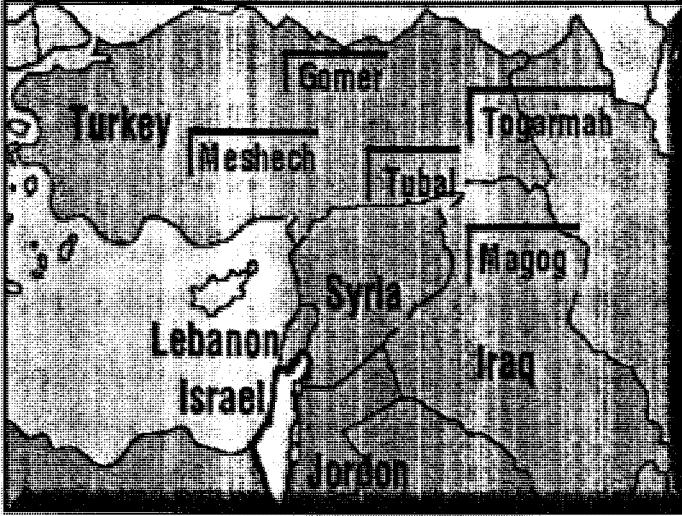 Gomer
Turkey
Togarmah
Meshech
Tubal
Magog
Syria
Lebanon
Iraq
Israel
Jordon